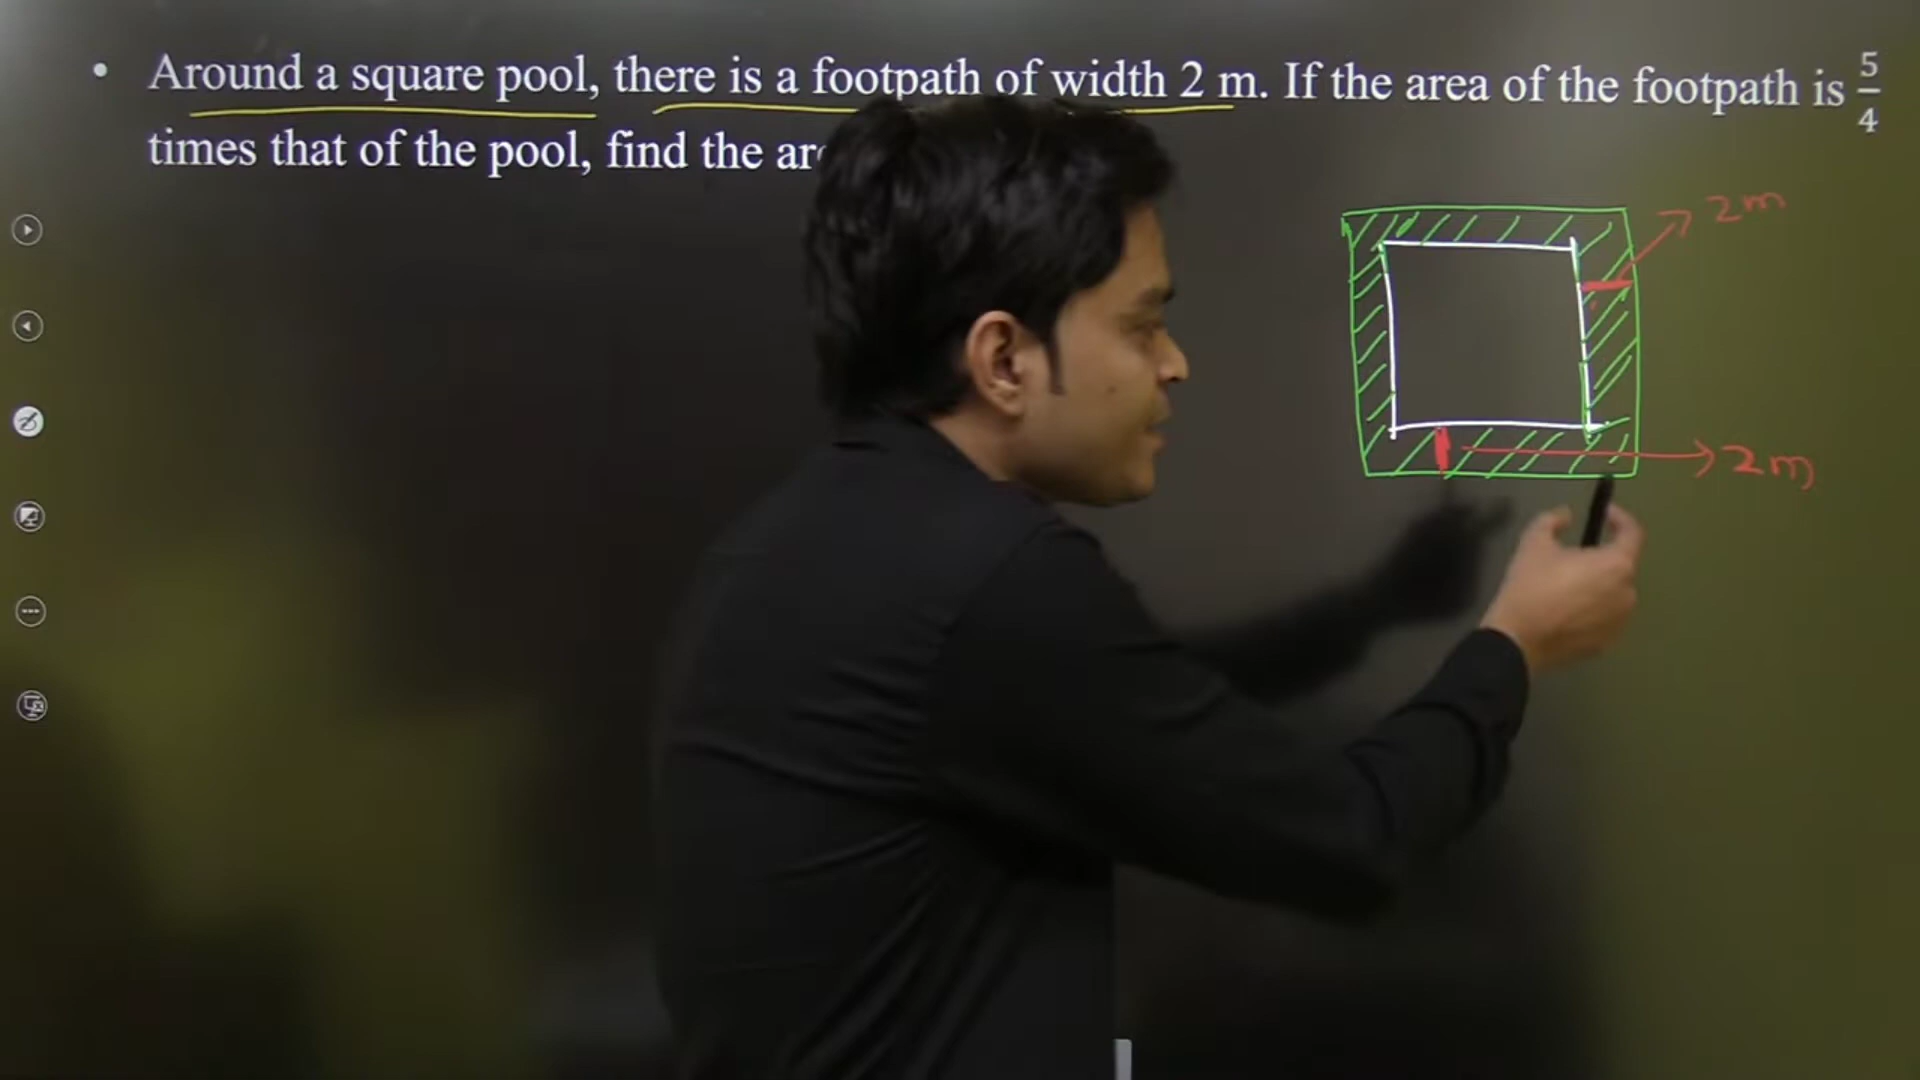 • Around a square pool, there is a footpath of width 2 m. If the area of the footpath is 5/4
times that of the pool, find the
2m
2m